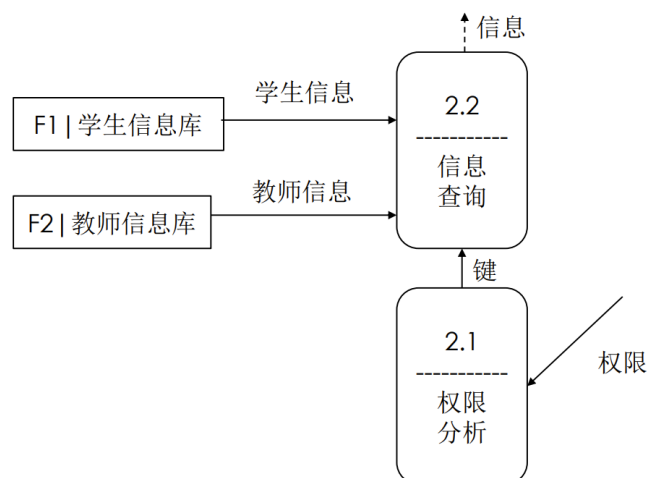 信息
学生信息
2.2
F1|学生信息库
信息
查询
教师信息
F2|教师信息库
键
2.1
权限
权限
分析